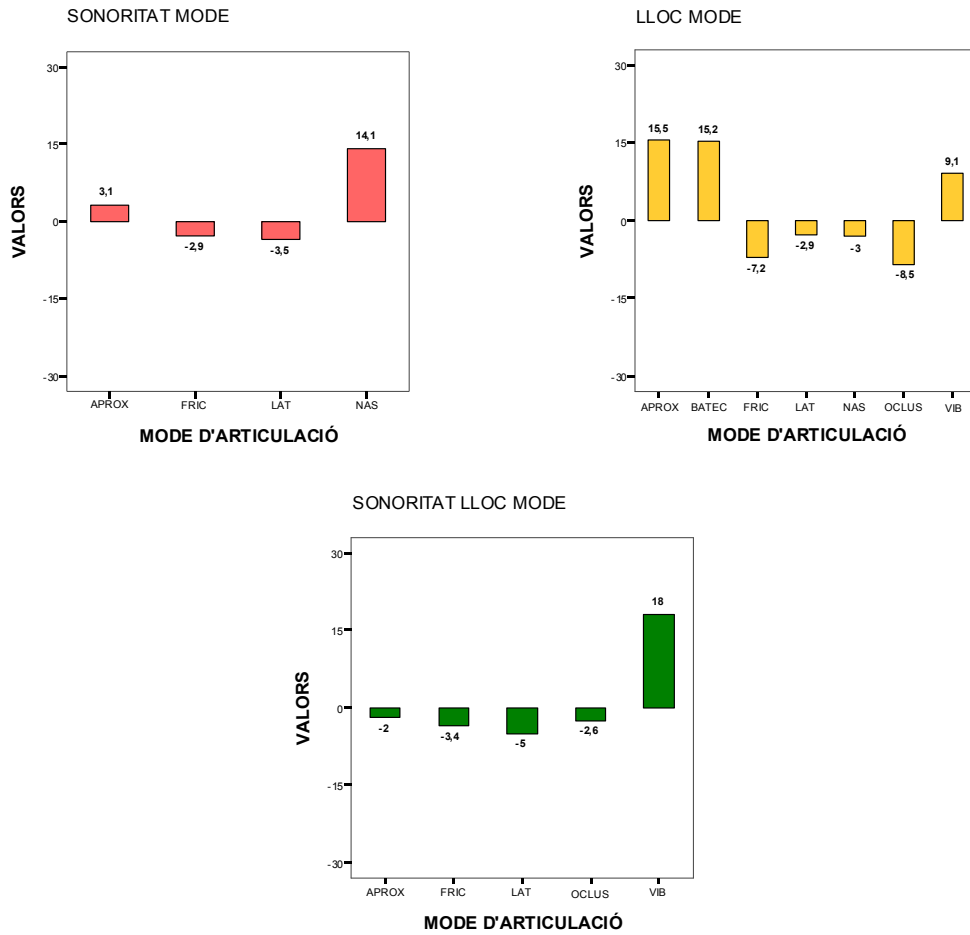 SONORITAT MODE
30
15
0
-15
-30
VALORS
3,1
-2,9
-3,5
14,1
APROX FRIC LAT NAS
MODE D'ARTICULACIÓ
LLOC MODE
30
15
0
-15
-30
VALORS
15,5
15,2
-7,2
-2,9
-3
-8,5
9,1
APROX BATEC FRIC LAT NAS OCLUS VIB
MODE D'ARTICULACIÓ
SONORITAT LLOC MODE
30
15
0
-15
-30
VALORS
-2
-3,4
-5
-2,6
18
APROX FRIC LAT OCLUS VIB
MODE D'ARTICULACIÓ